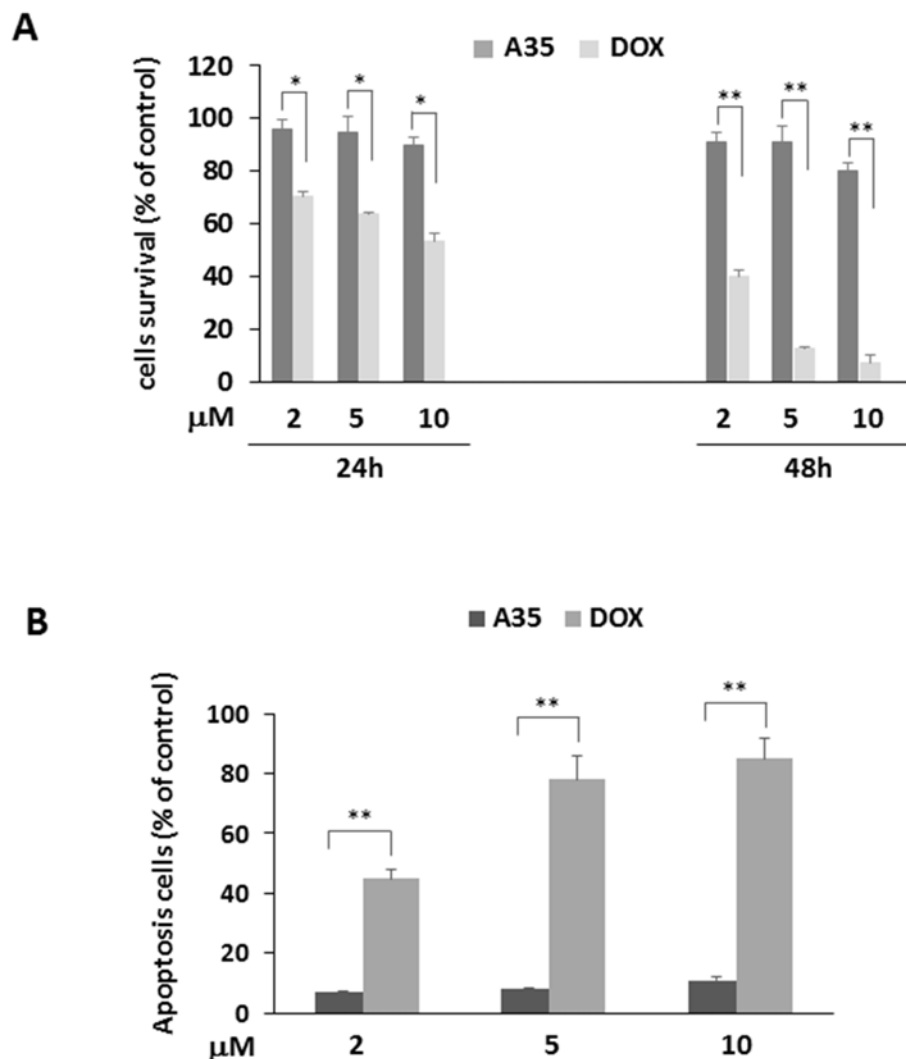 A
A35 DOX
cells survival (% of control)
120
100
80
60
40
20
0
* * * ** ** **
μM 2 5 10 2 5 10
24h 48h
B
A35 DOX
Apoptosis cells (% of control)
100
80
60
40
20
0
** ** **
μM 2 5 10